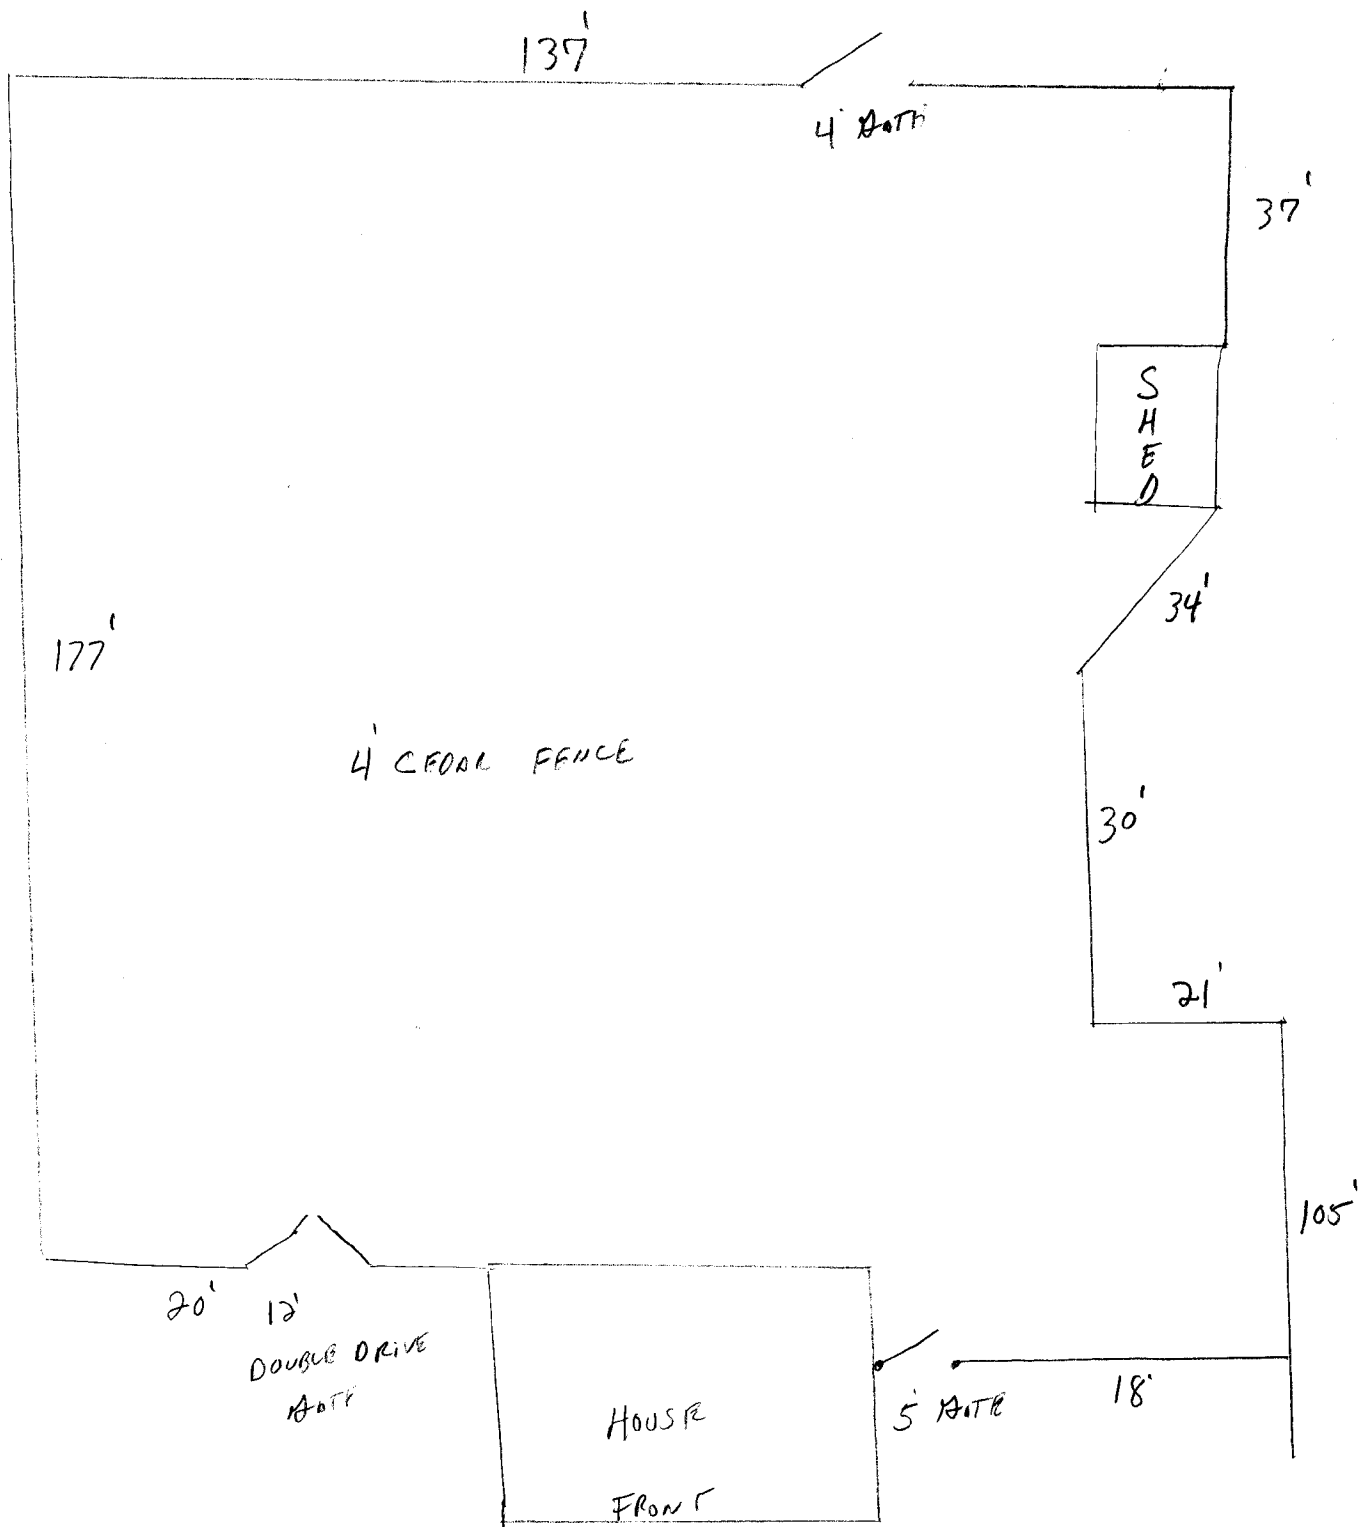 137'
4' GATE
37'
SHED
34'
177'
4' CEDAR FENCE
30'
21'
105'
20' 12'
DOUBLE DRIVE
GATE
18'
5' GATE
HOUSE
FRONT